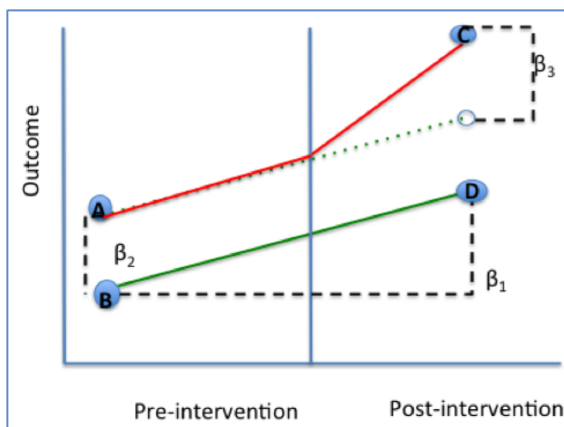 C
β3
Outcome
A
D
β2
B
β1
Pre-intervention
Post-intervention